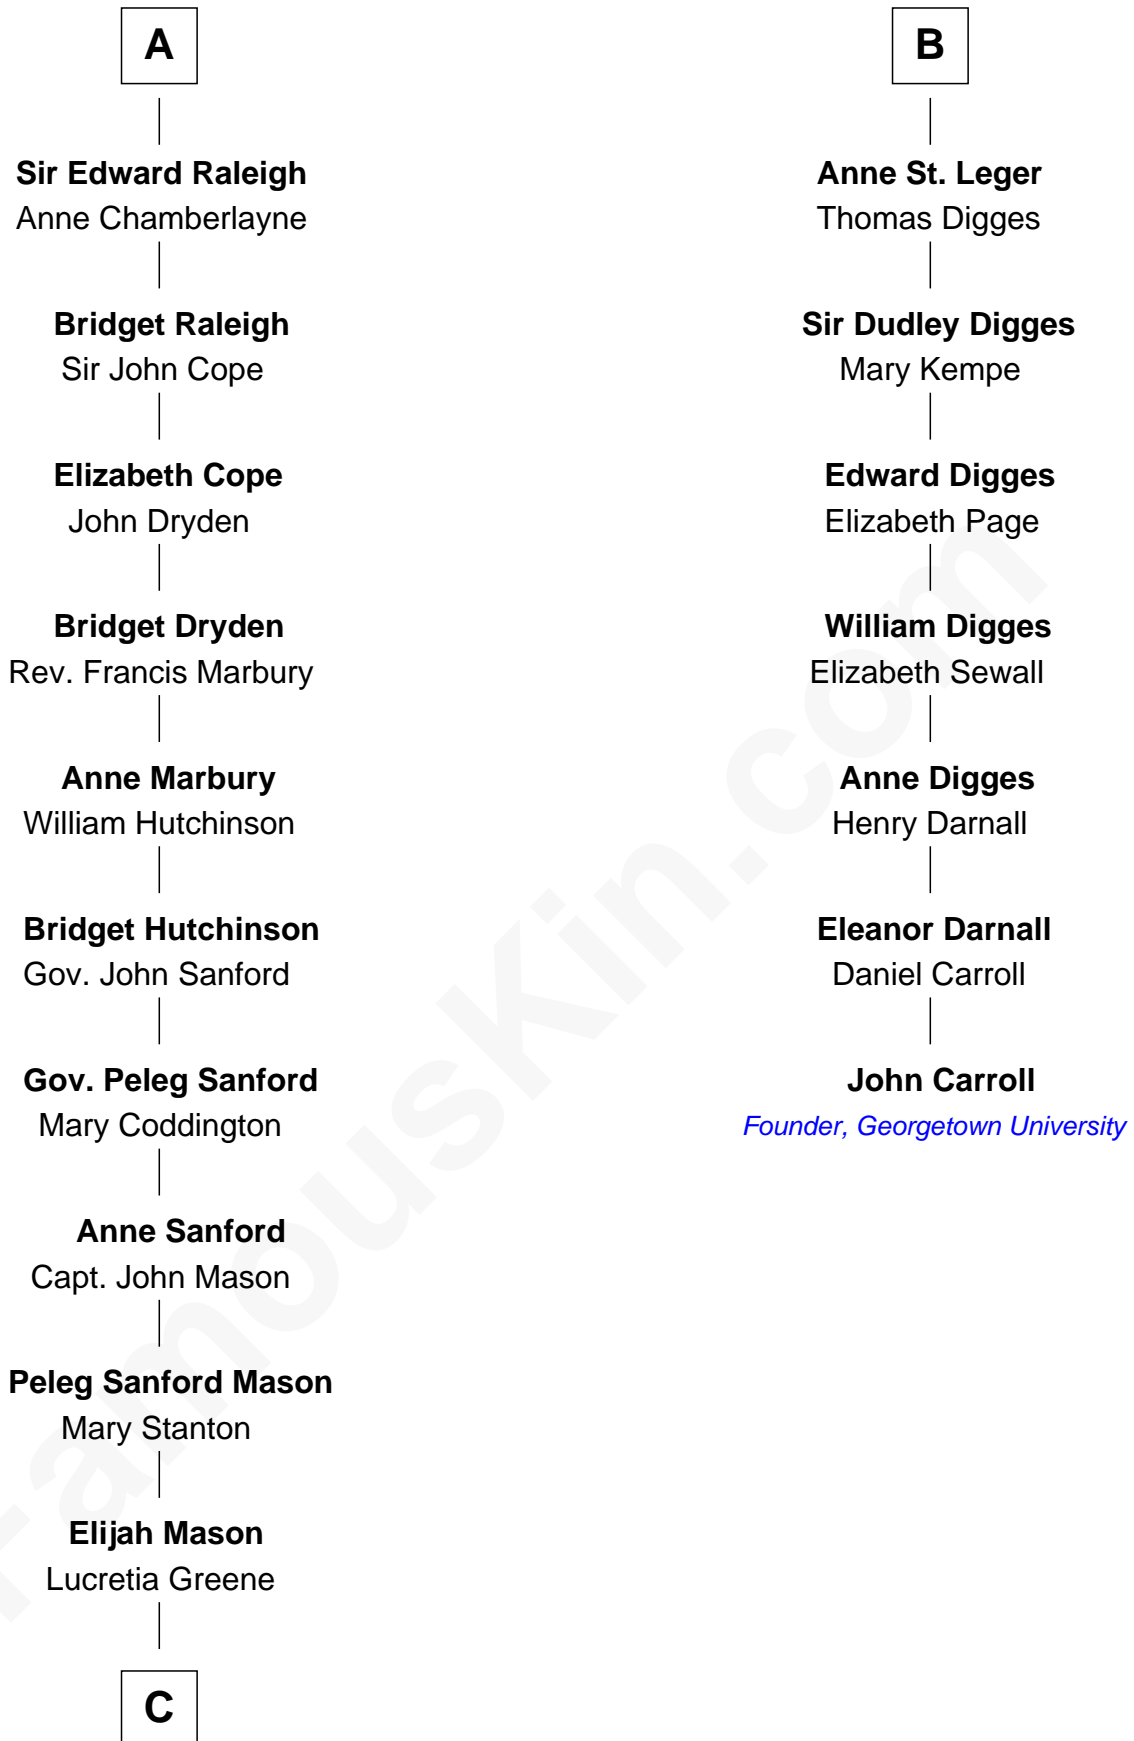 A
Sir Edward Raleigh
Anne Chamberlayne
Bridget Raleigh
Sir John Cope
Elizabeth Cope
John Dryden
Bridget Dryden
Rev. Francis Marbury
Anne Marbury
William Hutchinson
Bridget Hutchinson
Gov. John Sanford
Gov. Peleg Sanford
Mary Coddington
Anne Sanford
Capt. John Mason
Peleg Sanford Mason
Mary Stanton
Elijah Mason
Lucretia Greene
C
B
Anne St. Leger
Thomas Digges
Sir Dudley Digges
Mary Kempe
Edward Digges
Elizabeth Page
William Digges
Elizabeth Sewall
Anne Digges
Henry Darnall
Eleanor Darnall
Daniel Carroll
John Carroll
Founder, Georgetown University
FamousKin.com